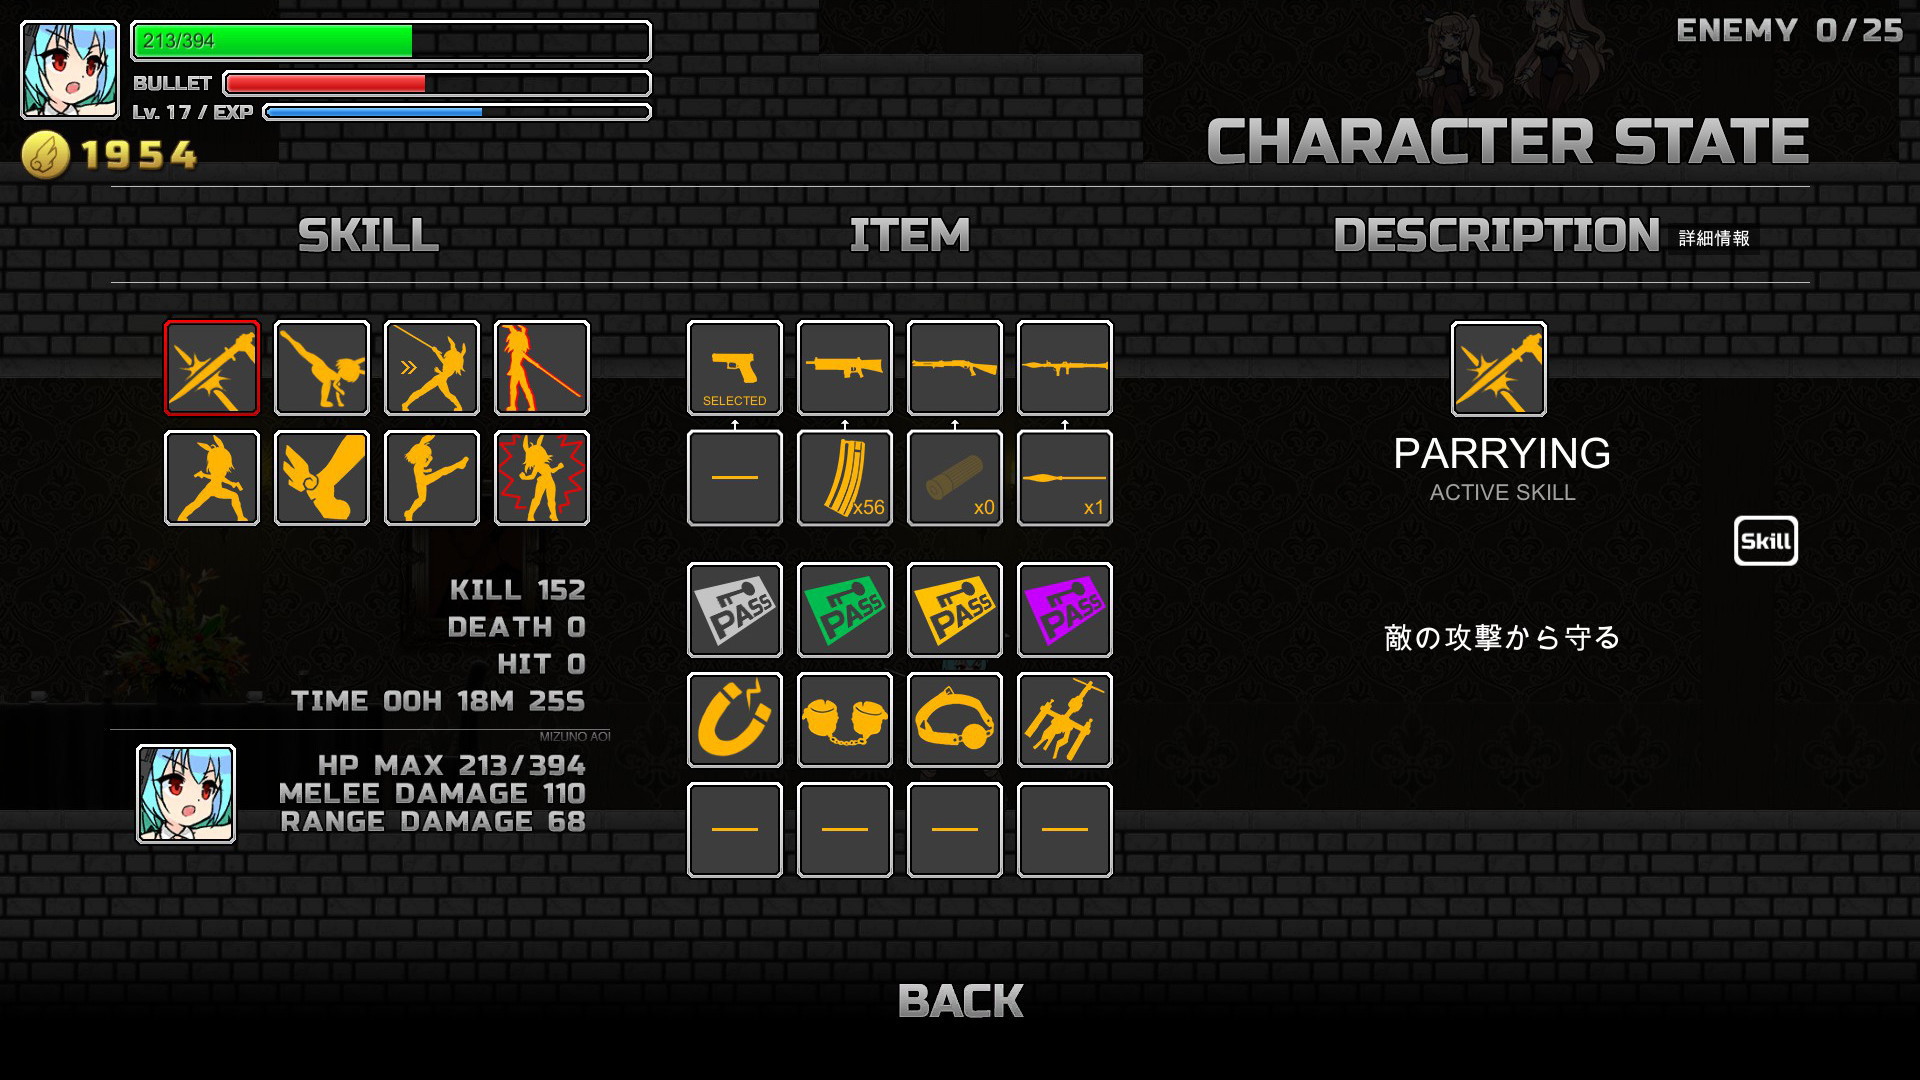 213/394
ENEMY 0/25
BULLET
Lv. 17 / EXP
1954
CHARACTER STATE
SKILL
ITEM
DESCRIPTION 詳細情報
SELECTED
x56
x0
x1
PARRYING
ACTIVE SKILL
Skill
敵の攻撃から守る
PASS
PASS
PASS
PASS
KILL 152
DEATH 0
HIT 0
TIME 00H 18M 25S
MIZUNO AOI
HP MAX 213/394
MELEE DAMAGE 110
RANGE DAMAGE 68
BACK